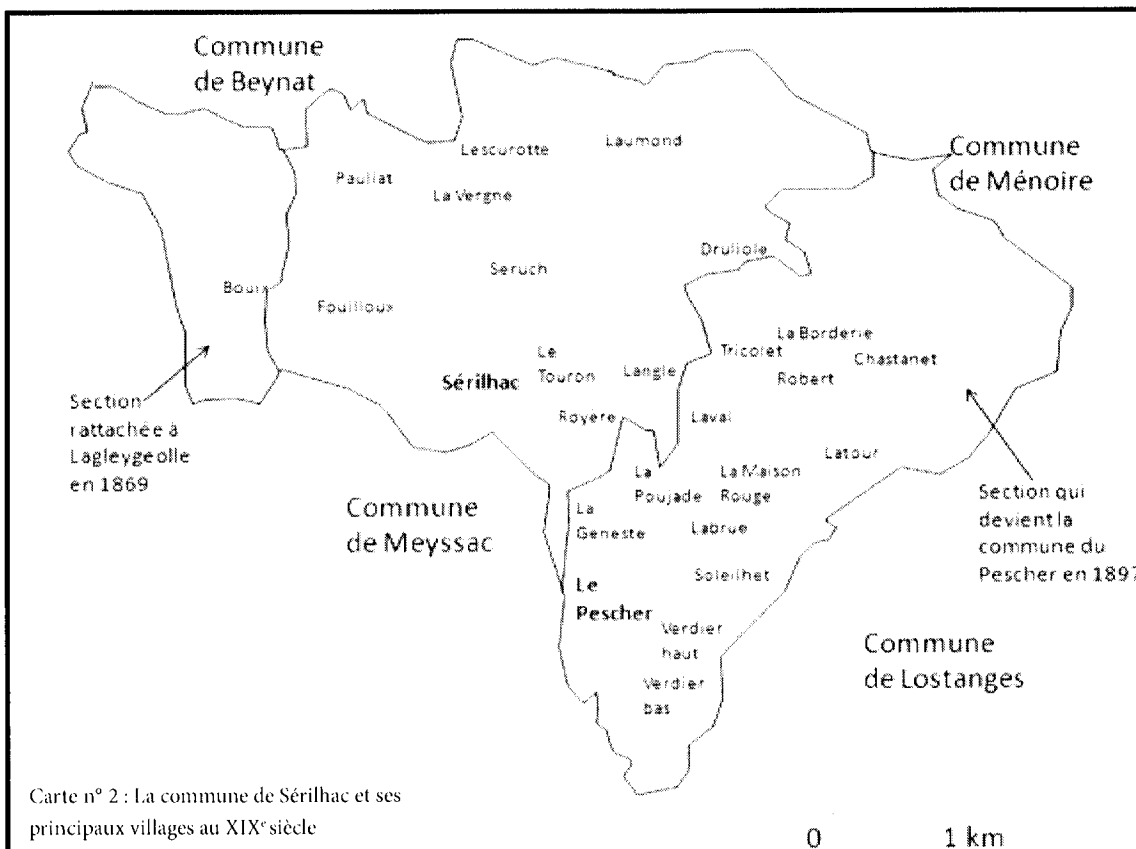 Commune
de Beynat
Lescurotte
Laumond
Commune
de Ménoire
Pauliat
La Vergne
Druliole
Seruch
Bouix
Fouilloux
La Borderie
Tricolet
Chastanet
Robert
Le
Touron
Langle
Sérilhac
Royère
Laval
Section
rattachée à
Lagleygeolle
en 1869
Latour
La
Poujade
La Maison
Rouge
Section qui
devient la
commune du
Pescher en 1897
Commune
de Meyssac
La
Geneste
Labrue
Soleilhet
Le
Pescher
Verdier
haut
Commune
de Lostanges
Verdier
bas
Carte n° 2 : La commune de Sérilhac et ses
principaux villages au XIXe siècle
0 1 km